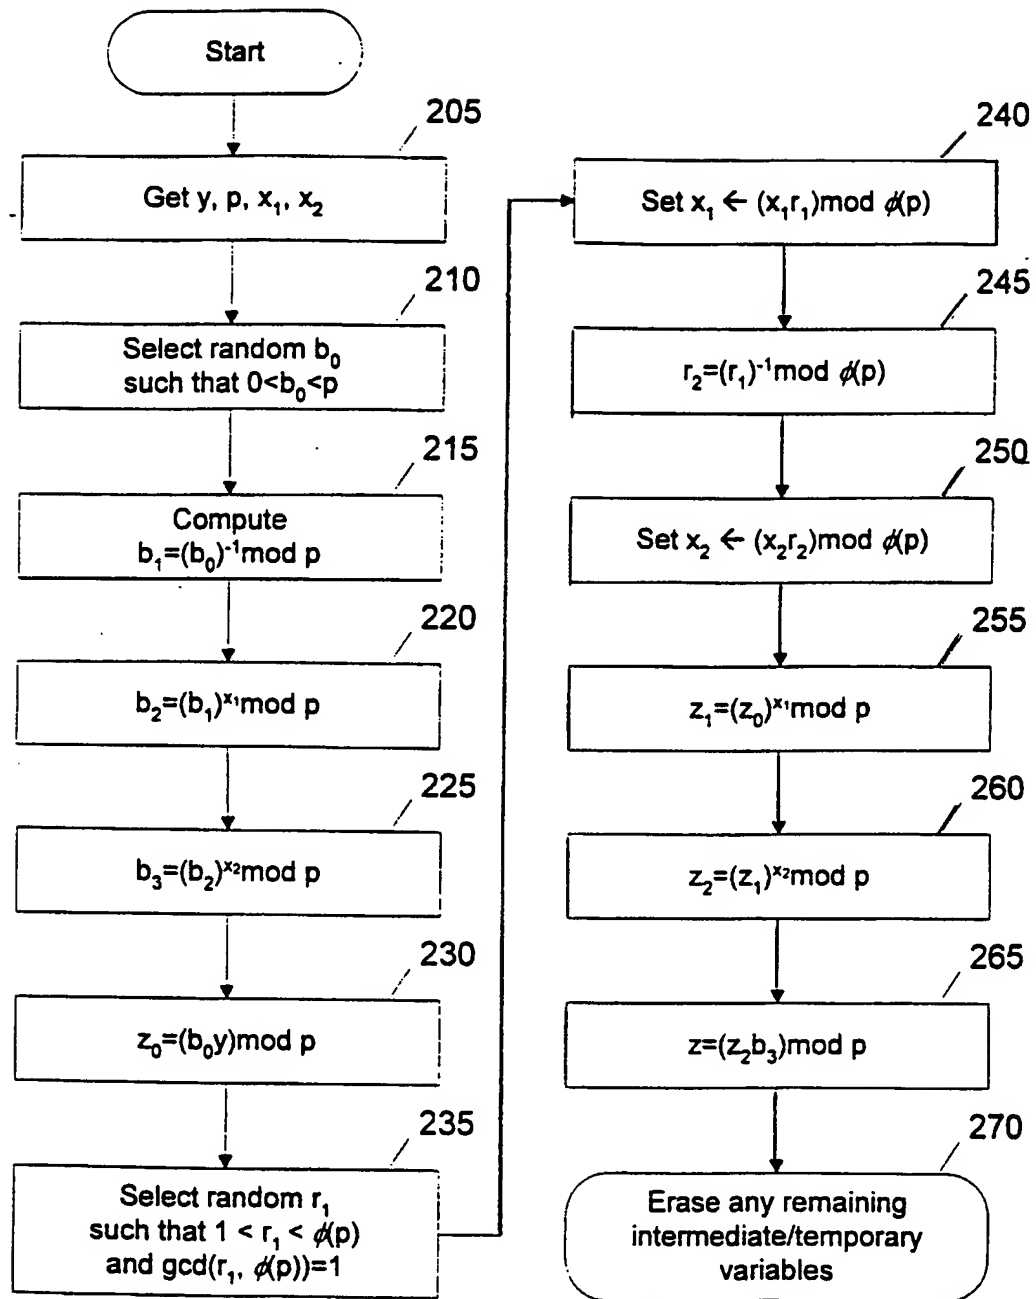 Start
205
Get y, p, x₁, x₂
210
Select random b₀
such that 0<b₀<p
215
Compute
b₁=(b₀)⁻¹mod p
220
b₂=(b₁)^x₁mod p
225
b₃=(b₂)^x₂mod p
230
z₀=(b₀y)mod p
235
Select random r₁
such that 1 < r₁ < ϕ(p)
and gcd(r₁, ϕ(p))=1
240
Set x₁ ← (x₁r₁)mod ϕ(p)
245
r₂=(r₁)⁻¹mod ϕ(p)
250
Set x₂ ← (x₂r₂)mod ϕ(p)
255
z₁=(z₀)^x₁mod p
260
z₂=(z₁)^x₂mod p
265
z=(z₂b₃)mod p
270
Erase any remaining
intermediate/temporary
variables